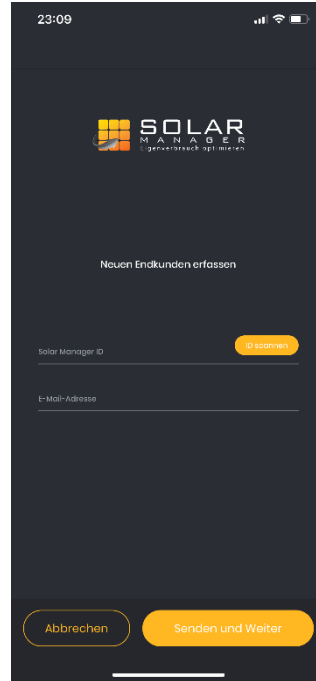 23:09
SOLAR
MANAGER
Eigenverbrauch optimieren
Neuen Endkunden erfassen
Solar Manager ID
ID scannen
E-Mail-Adresse
Abbrechen
Senden und Weiter